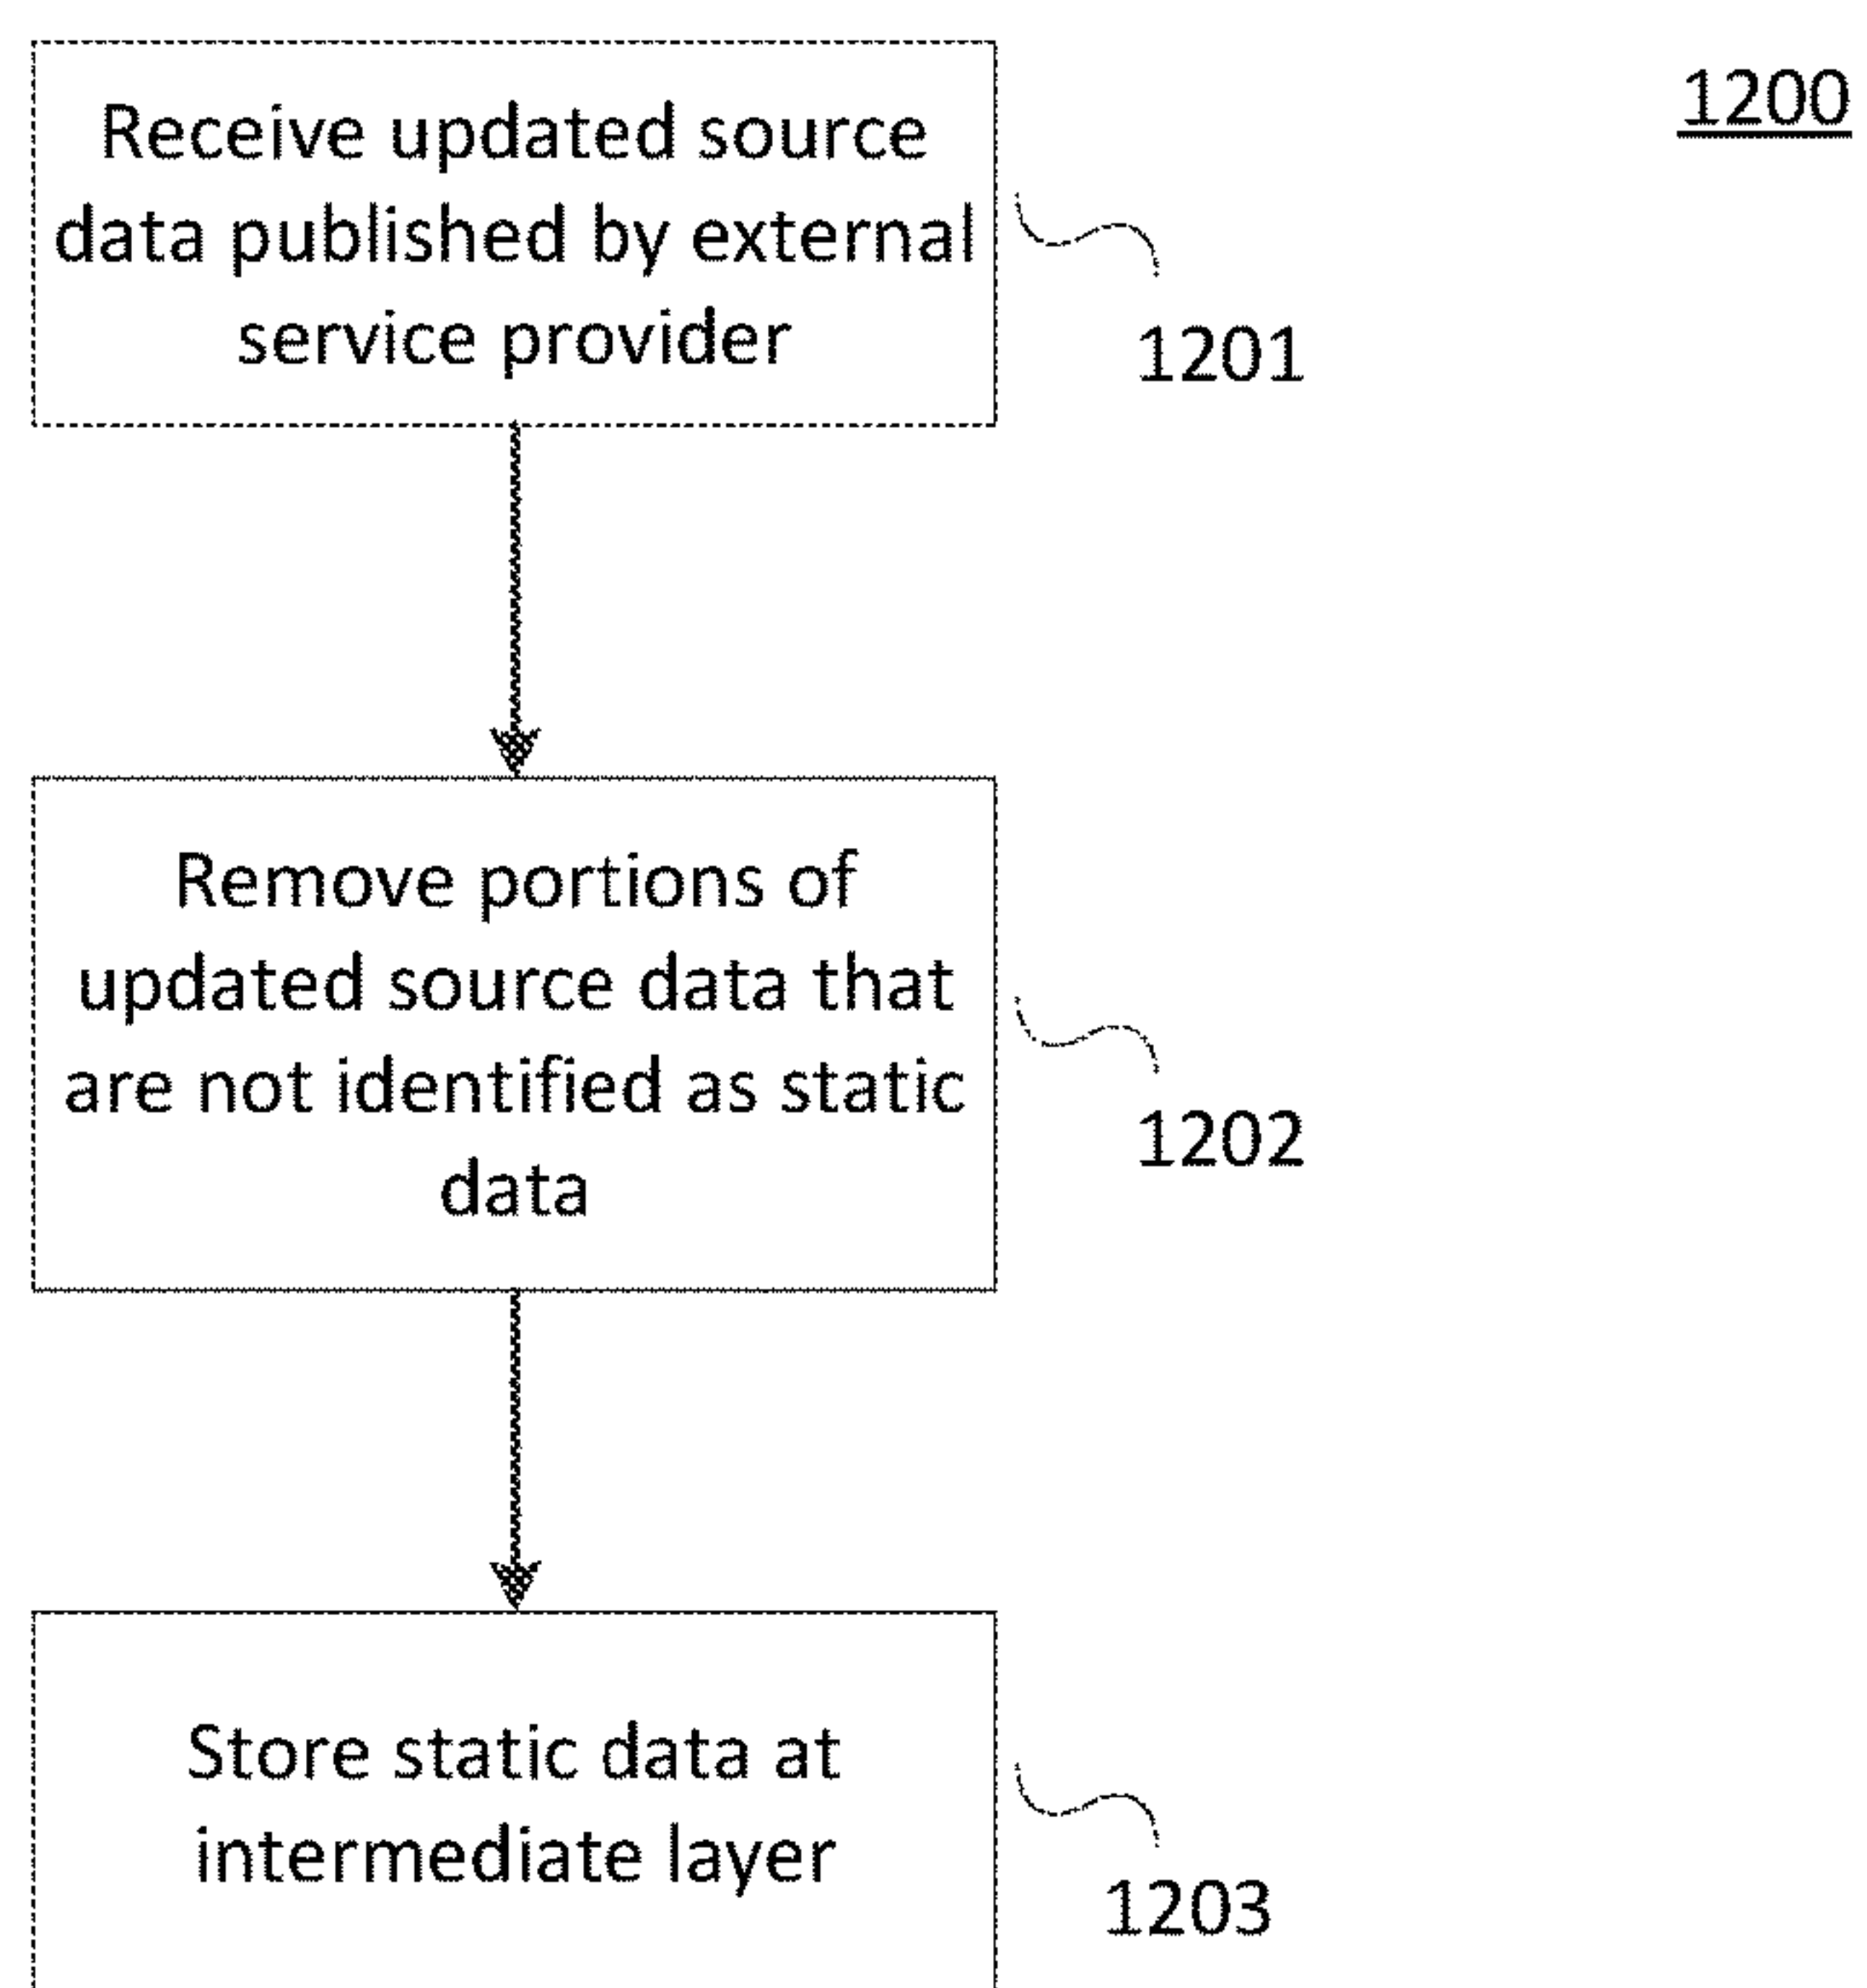 1200
Receive updated source
data published by external
service provider
1201
Remove portions of
updated source data that
are not identified as static
data
1202
Store static data at
intermediate layer
1203